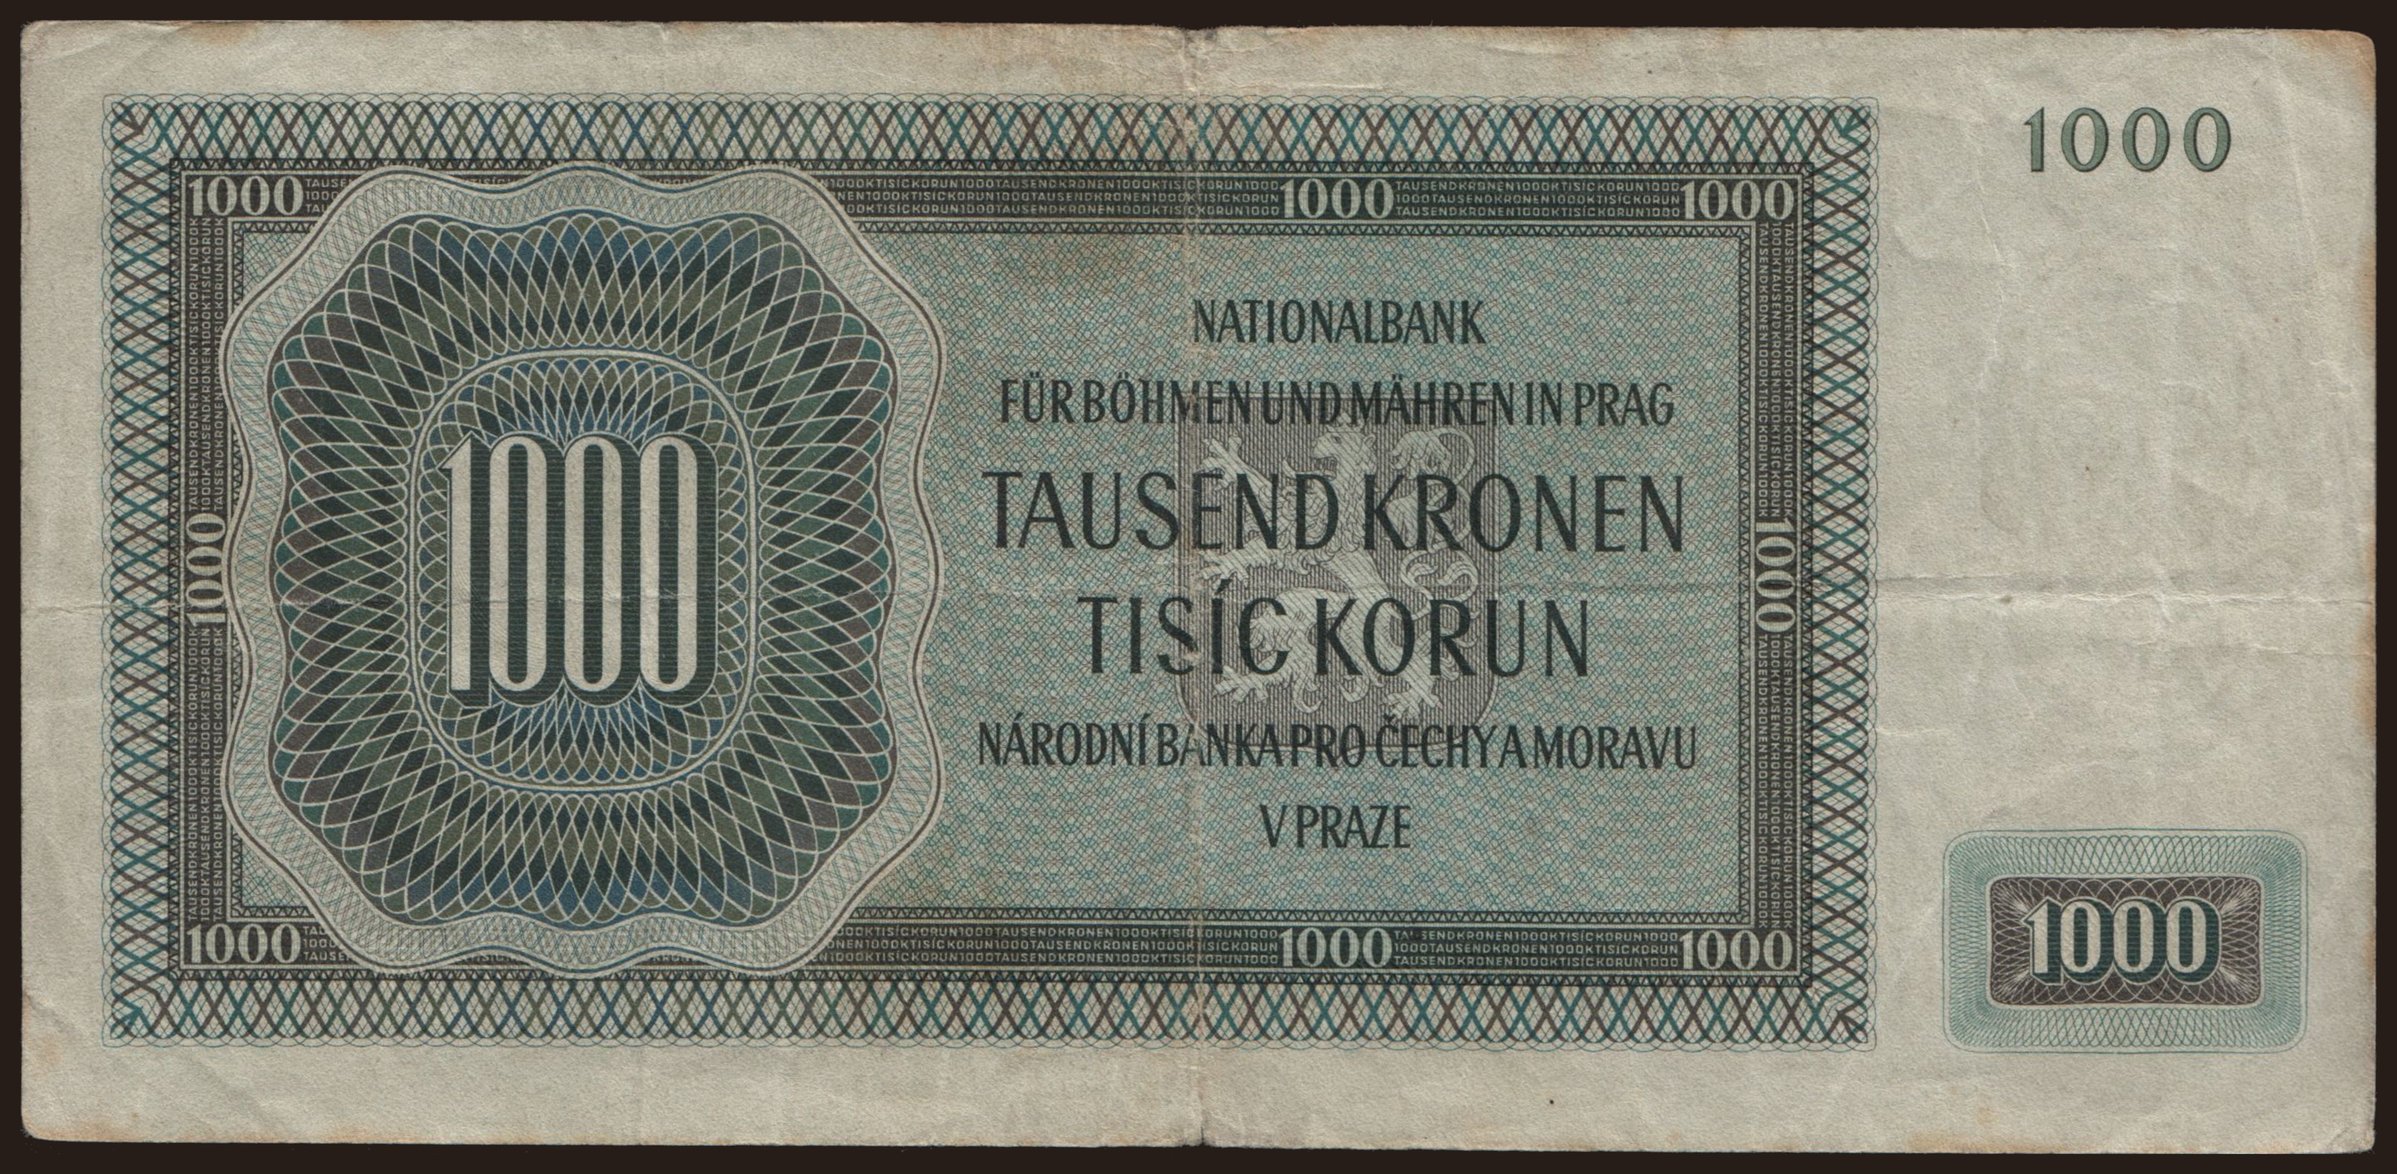 1000 1000 1000
1000
NATIONALBANK
FÜR BÖHMEN UND MÄHREN IN PRAG
1000
TAUSEND KRONEN
1000 1000
TISÍC KORUN
NÁRODNÍ BANKA PRO ČECHY A MORAVU
V PRAZE
1000
1000 1000 1000